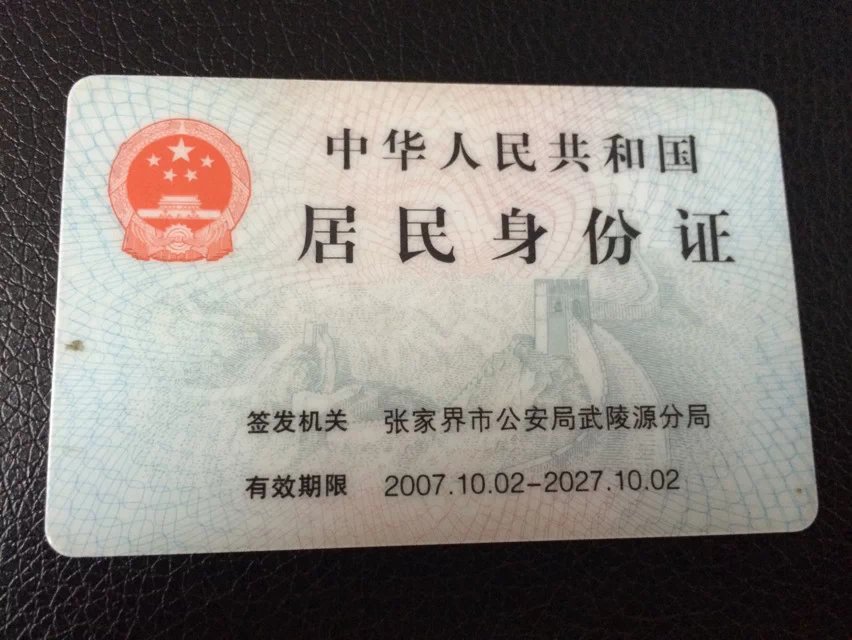 中华人民共和国
居民身份证
签发机关 张家界市公安局武陵源分局
有效期限 2007.10.02-2027.10.02